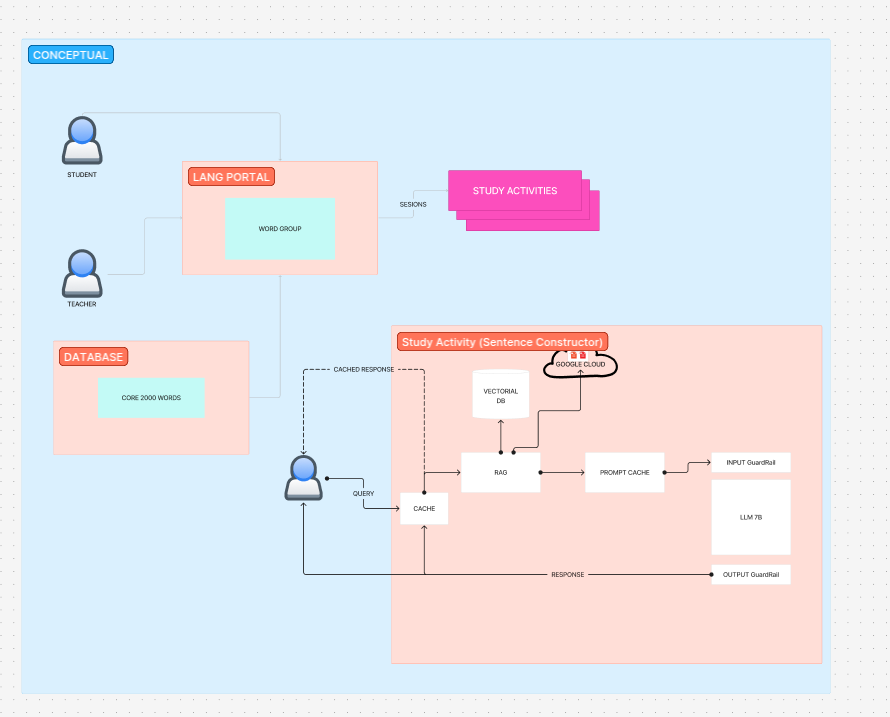 CONCEPTUAL
STUDENT
LANG PORTAL
WORD GROUP
SESIONS
STUDY ACTIVITIES
TEACHER
DATABASE
CORE 2000 WORDS
Study Activity (Sentence Constructor)
GOOGLE CLOUD
CACHED RESPONSE
VECTORIAL
DB
QUERY
CACHE
RAG
PROMPT CACHE
INPUT GuardRail
LLM 7B
OUTPUT GuardRail
RESPONSE